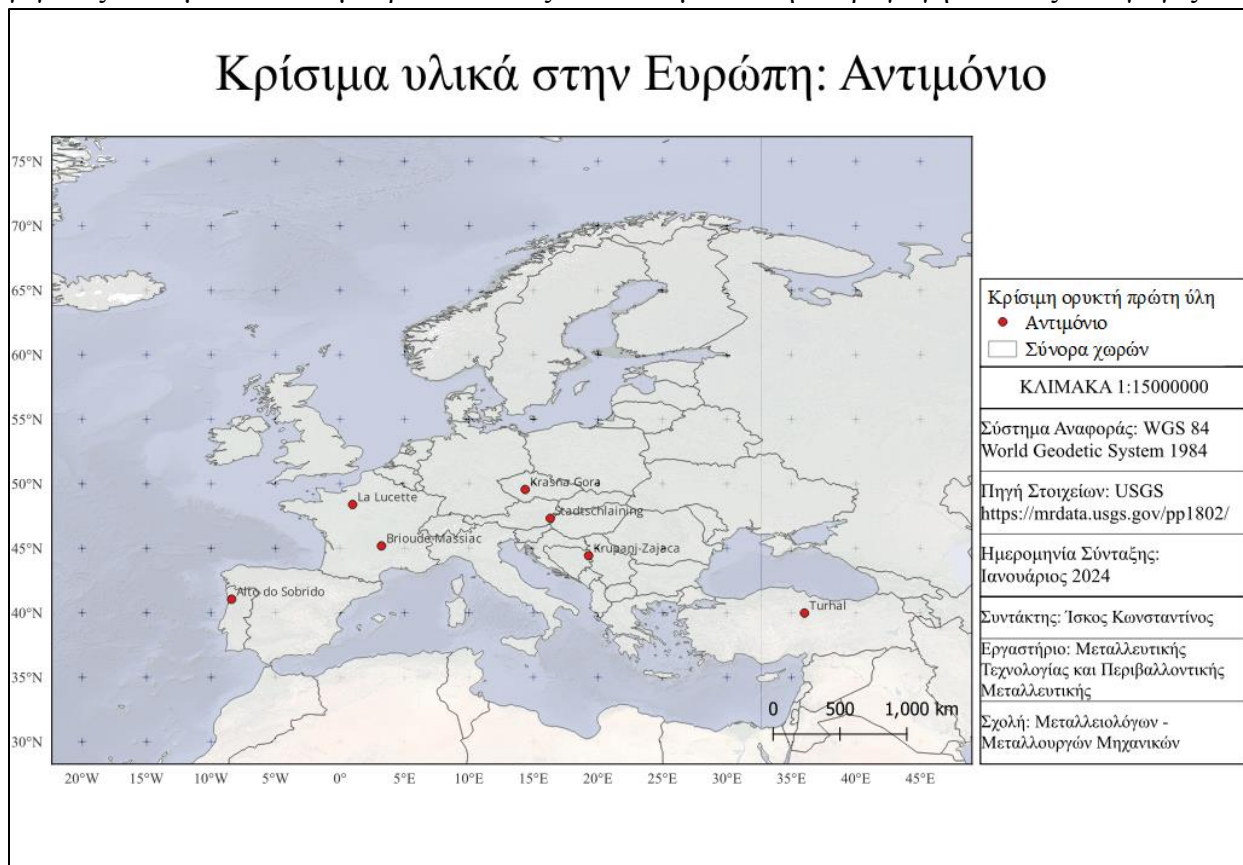 Κρίσιμα υλικά στην Ευρώπη: Αντιμόνιο
75°N
70°N
65°N
60°N
55°N
50°N
45°N
40°N
35°N
30°N
20°W
15°W
10°W
5°W
0°
5°E
10°E
15°E
20°E
25°E
30°E
35°E
40°E
45°E
Krasna Gora
La Lucette
Stadtschlaining
Brioude-Massiac
Krupanj-Zajaca
Alto do Sobrido
Turhal
0 500 1,000 km
Κρίσιμη ορυκτή πρώτη ύλη
Αντιμόνιο
Σύνορα χωρών
ΚΛΙΜΑΚΑ 1:15000000
Σύστημα Αναφοράς: WGS 84
World Geodetic System 1984
Πηγή Στοιχείων: USGS
https://mrdata.usgs.gov/pp1802/
Ημερομηνία Σύνταξης:
Ιανουάριος 2024
Συντάκτης: Ίσκος Κωνσταντίνος
Εργαστήριο: Μεταλλευτικής
Τεχνολογίας και Περιβαλλοντικής
Μεταλλευτικής
Σχολή: Μεταλλειολόγων -
Μεταλλουργών Μηχανικών